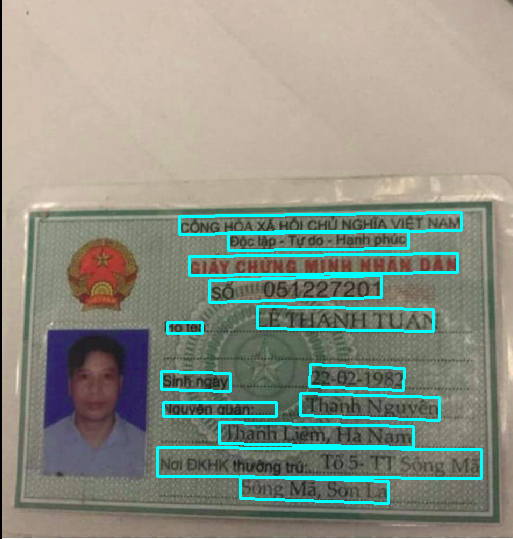 CỘNG HÒA XÃ HỘI CHỦ NGHĨA VIỆT NAM
Độc lập - Tự do - Hạnh phúc
GIẤY CHỨNG MINH NHÂN DÂN
SỐ 051227201
Họ tên: LÊ THANH TUẤN
Sinh ngày 22-02-1982
Nguyên quán: Thanh Nguyên
Thanh Liêm, Hà Nam
Nơi ĐKHK thường trú: Tổ 5- TT Sông Mã
Sông Mã, Sơn La